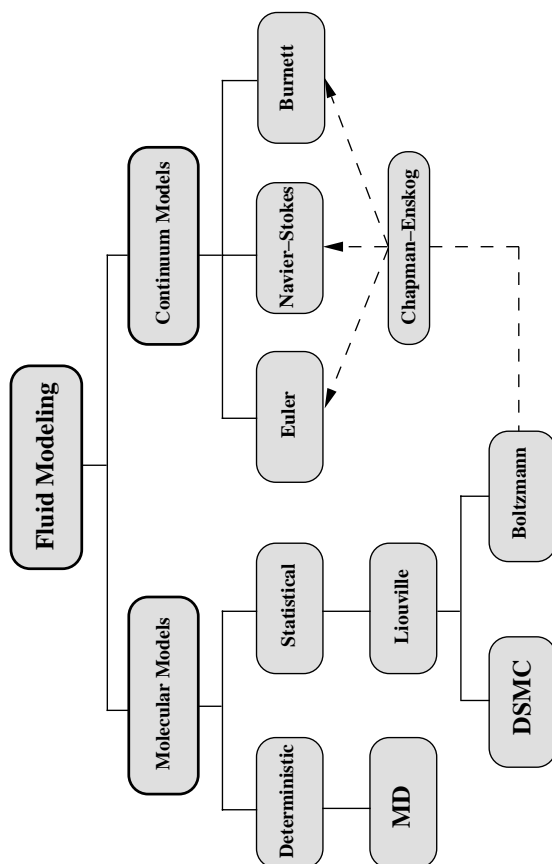 Fluid Modeling
Molecular Models
Continuum Models
Deterministic
Statistical
Euler
Navier–Stokes
Burnett
MD
Liouville
Chapman–Enskog
DSMC
Boltzmann